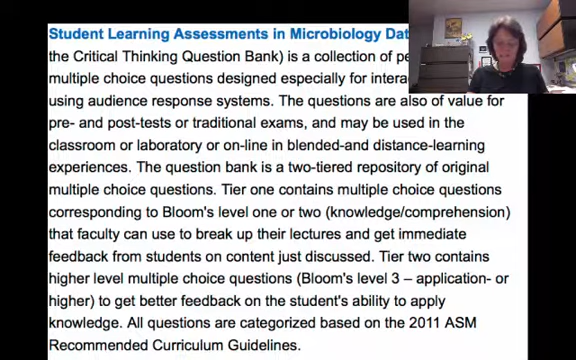 Student Learning Assessments in Microbiology
the Critical Thinking Question Bank) is a collection of
multiple choice questions designed especially for
using audience response systems. The questions are also of value for
pre- and post-tests or traditional exams, and may be used in the
classroom or laboratory or on-line in blended-and distance-learning
experiences. The question bank is a two-tiered repository of original
multiple choice questions. Tier one contains multiple choice questions
corresponding to Bloom's level one or two (knowledge/comprehension)
that faculty can use to break up their lectures and get immediate
feedback from students on content just discussed. Tier two contains
higher level multiple choice questions (Bloom's level 3 – application- or
higher) to get better feedback on the student's ability to apply
knowledge. All questions are categorized based on the 2011 ASM
Recommended Curriculum Guidelines.